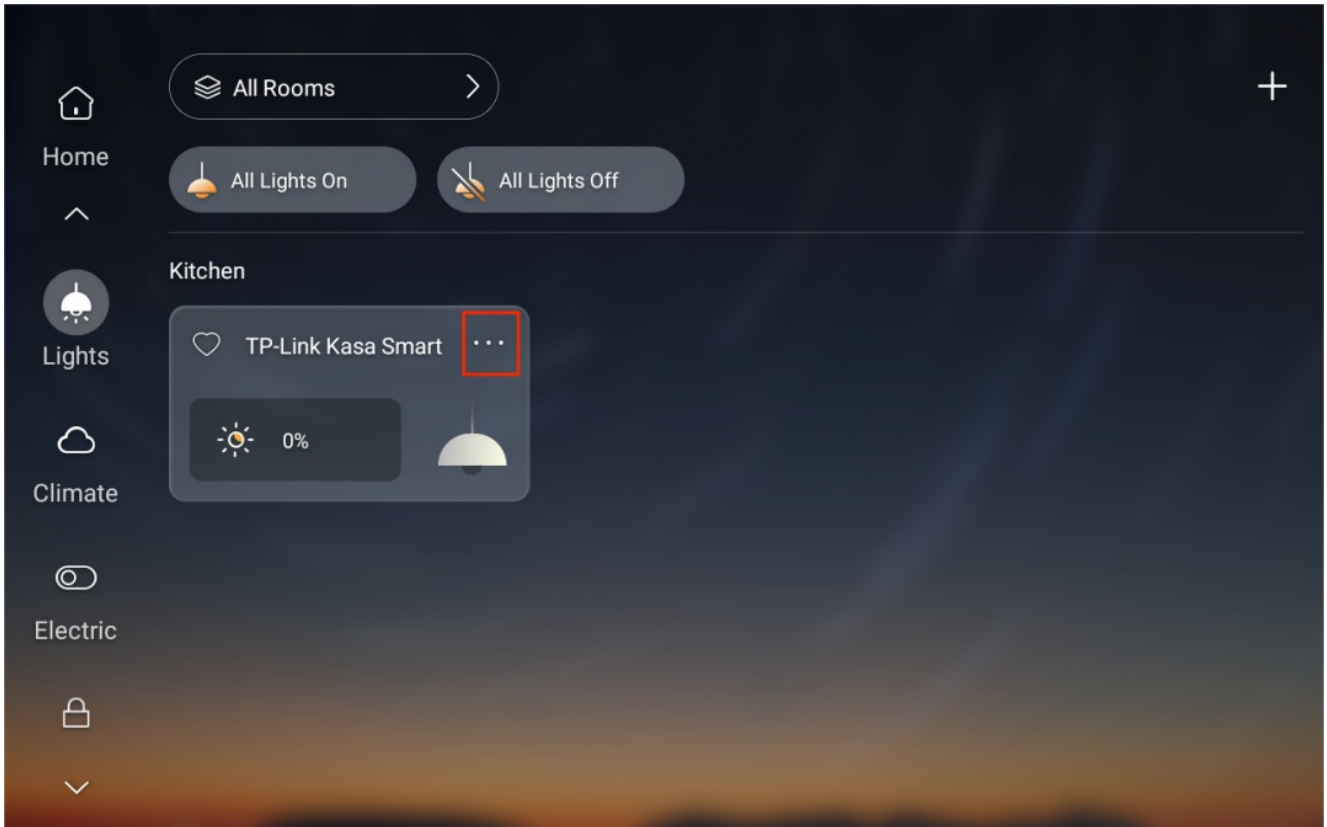 All Rooms
Home
All Lights On
All Lights Off
Kitchen
Lights
TP-Link Kasa Smart
0%
Climate
Electric